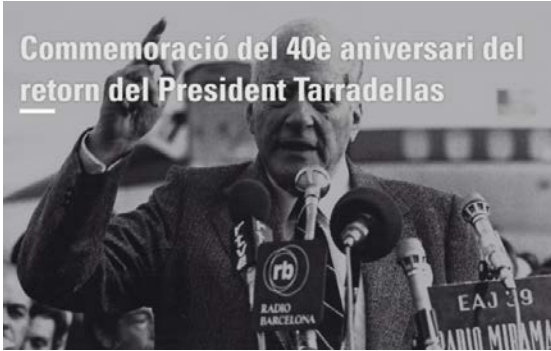 Commemoració del 40è aniversari del
retorn del President Tarradellas
rb
RADIO
BARCELONA
EAJ 39
RADIO MIRAMA